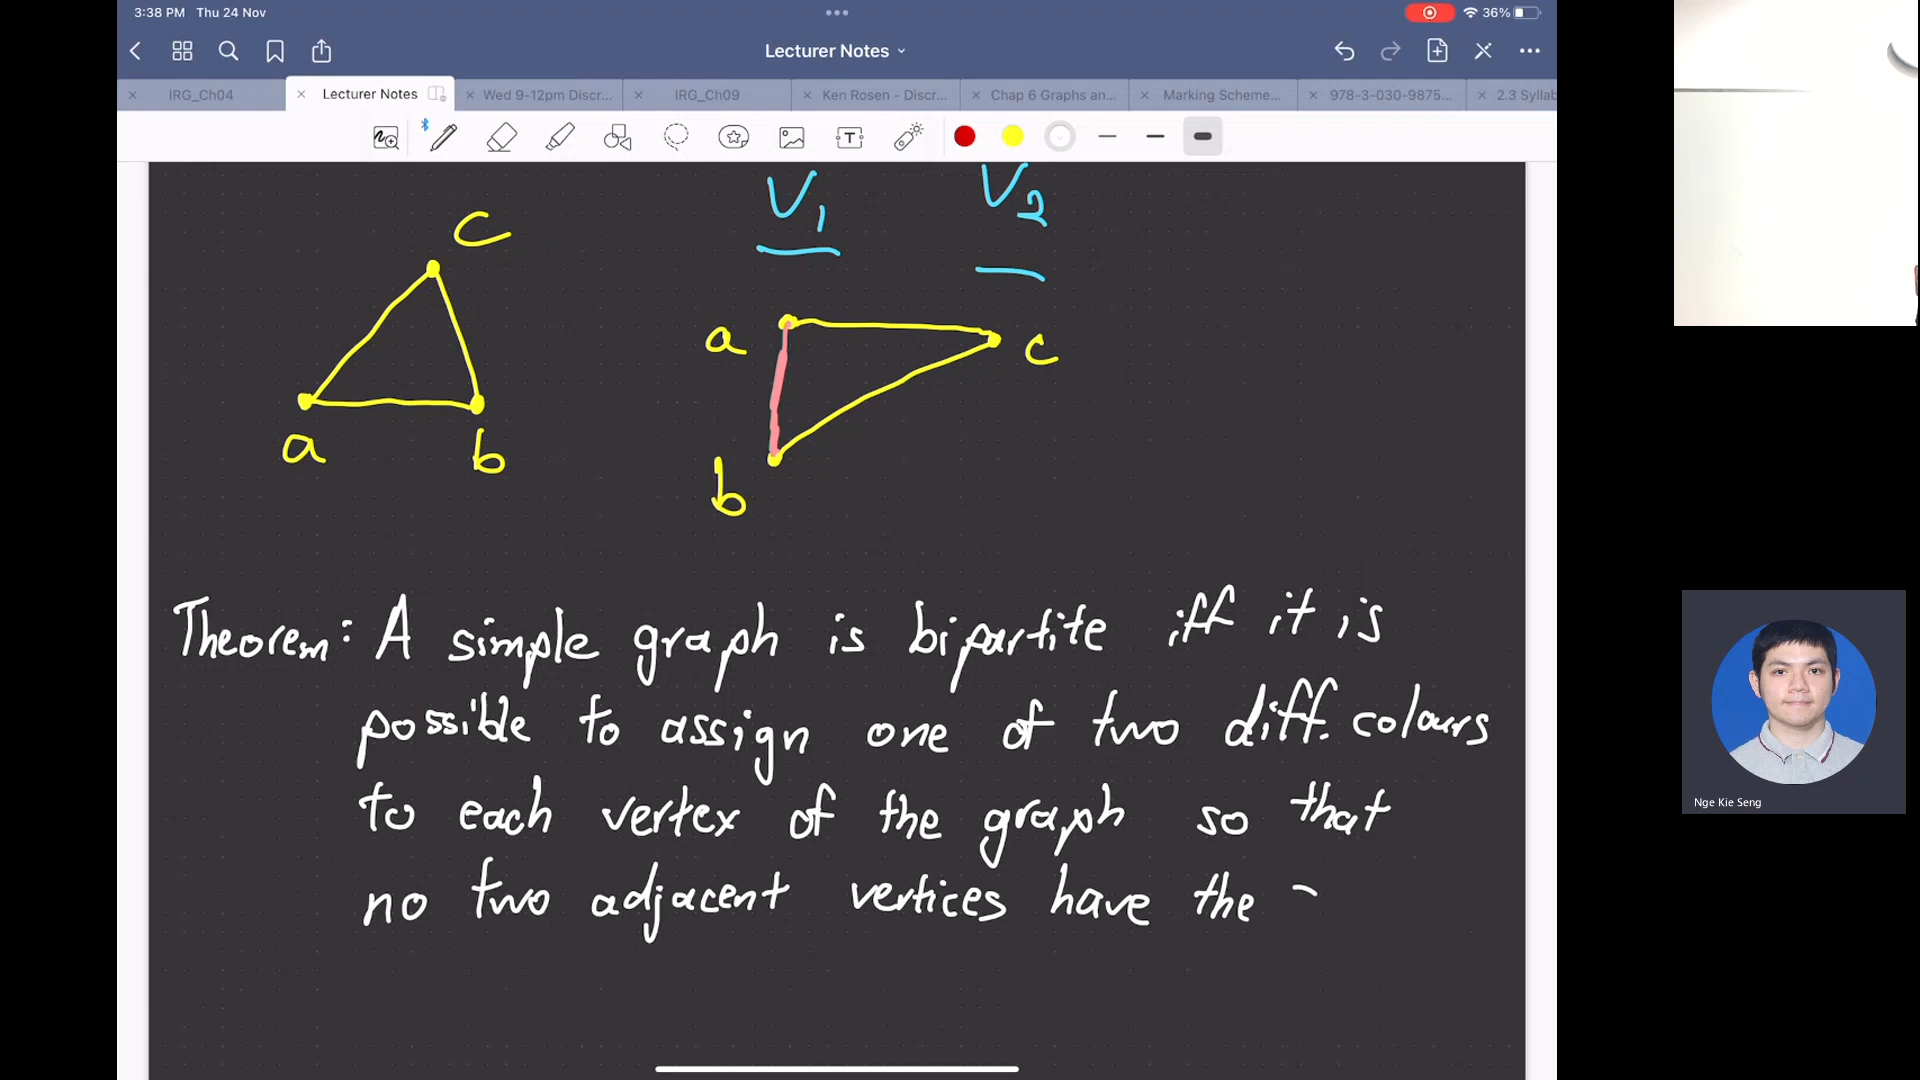 3:38 PM Thu 24 Nov
36%
Lecturer Notes
IRG_Ch04
Lecturer Notes
Wed 9-12pm Discr...
IRG_Ch09
Ken Rosen - Discr...
Chap 6 Graphs an...
Marking Scheme...
978-3-030-9875...
2.3 Syllab
V1 V2
c
a c
a b
b
Theorem: A simple graph is bipartite iff it is
possible to assign one of two diff. colours
to each vertex of the graph so that
no two adjacent vertices have the
Nge Kie Seng